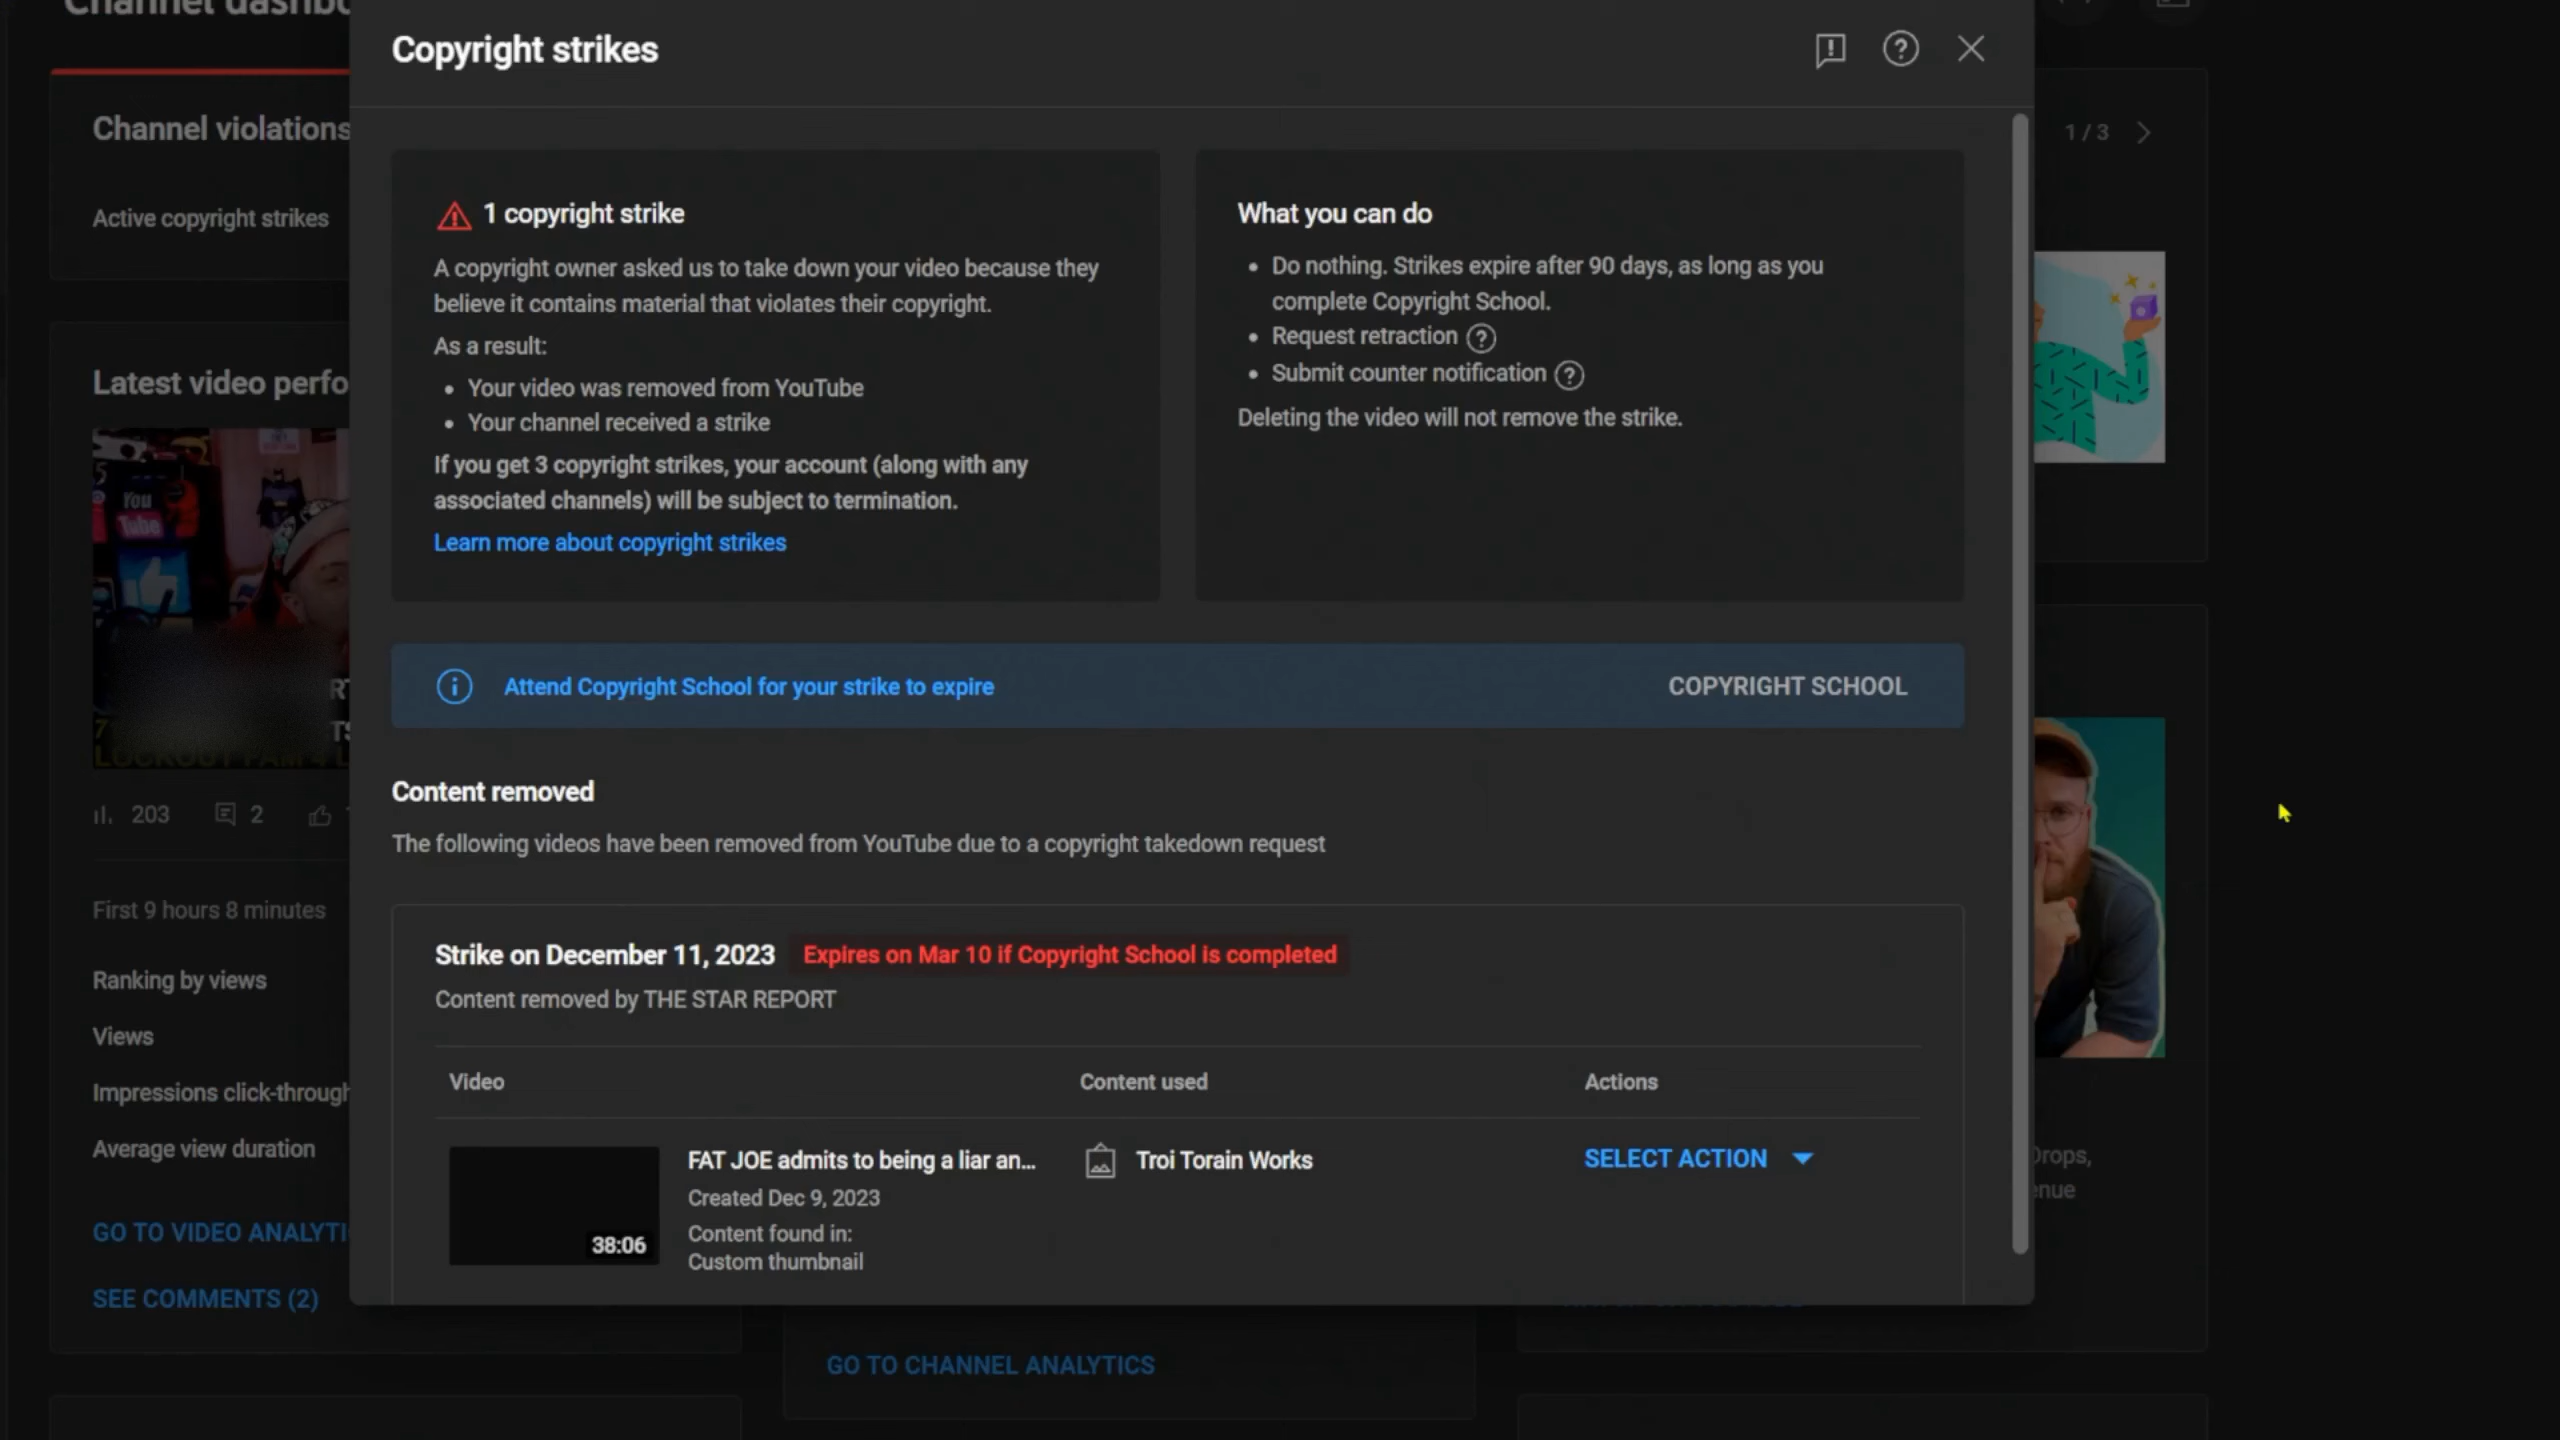 Channel dashbo
Copyright strikes
Channel violations
Active copyright strikes
1 / 3
1 copyright strike
A copyright owner asked us to take down your video because they
believe it contains material that violates their copyright.
As a result:
Your video was removed from YouTube
Your channel received a strike
If you get 3 copyright strikes, your account (along with any
associated channels) will be subject to termination.
Learn more about copyright strikes
What you can do
Do nothing. Strikes expire after 90 days, as long as you
complete Copyright School.
Request retraction
Submit counter notification
Deleting the video will not remove the strike.
Latest video perfo
You
Tube
Attend Copyright School for your strike to expire
COPYRIGHT SCHOOL
Content removed
The following videos have been removed from YouTube due to a copyright takedown request
203
2
First 9 hours 8 minutes
Ranking by views
Views
Impressions click-through
Average view duration
GO TO VIDEO ANALYTI
SEE COMMENTS (2)
Strike on December 11, 2023
Expires on Mar 10 if Copyright School is completed
Content removed by THE STAR REPORT
Video
Content used
Actions
38:06
FAT JOE admits to being a liar an...
Created Dec 9, 2023
Content found in:
Custom thumbnail
Troi Torain Works
SELECT ACTION
Drops,
enue
GO TO CHANNEL ANALYTICS